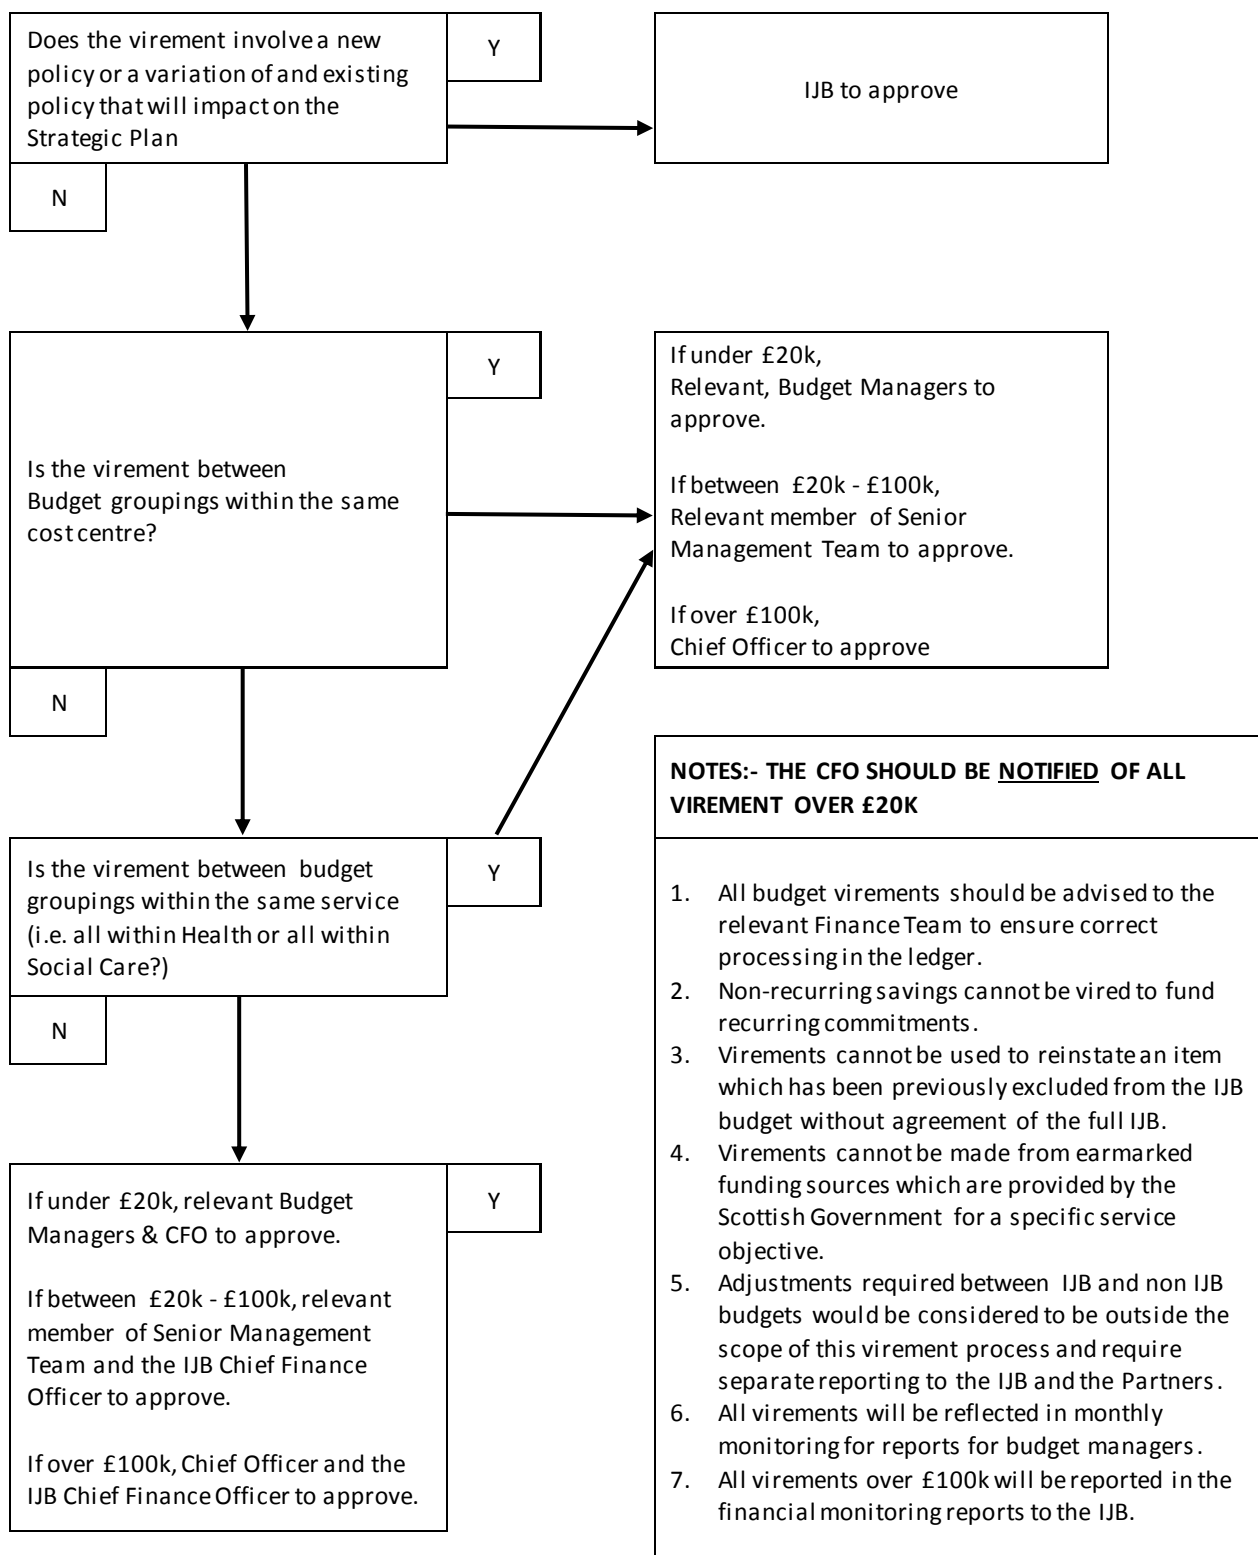 Does the virement involve a new
policy or a variation of and existing
policy that will impact on the
Strategic Plan
Y
IJB to approve
N
Is the virement between
Budget groupings within the same
cost centre?
Y
If under £20k,
Relevant, Budget Managers to
approve.
If between £20k - £100k,
Relevant member of Senior
Management Team to approve.
If over £100k,
Chief Officer to approve
N
Is the virement between budget
groupings within the same service
(i.e. all within Health or all within
Social Care?)
Y
N
If under £20k, relevant Budget
Managers & CFO to approve.
If between £20k - £100k, relevant
member of Senior Management
Team and the IJB Chief Finance
Officer to approve.
If over £100k, Chief Officer and the
IJB Chief Finance Officer to approve.
Y
NOTES:- THE CFO SHOULD BE NOTIFIED OF ALL
VIREMENT OVER £20K
1. All budget virements should be advised to the
relevant Finance Team to ensure correct
processing in the ledger.
2. Non-recurring savings cannot be vired to fund
recurring commitments.
3. Virements cannot be used to reinstate an item
which has been previously excluded from the IJB
budget without agreement of the full IJB.
4. Virements cannot be made from earmarked
funding sources which are provided by the
Scottish Government for a specific service
objective.
5. Adjustments required between IJB and non IJB
budgets would be considered to be outside the
scope of this virement process and require
separate reporting to the IJB and the Partners.
6. All virements will be reflected in monthly
monitoring for reports for budget managers.
7. All virements over £100k will be reported in the
financial monitoring reports to the IJB.